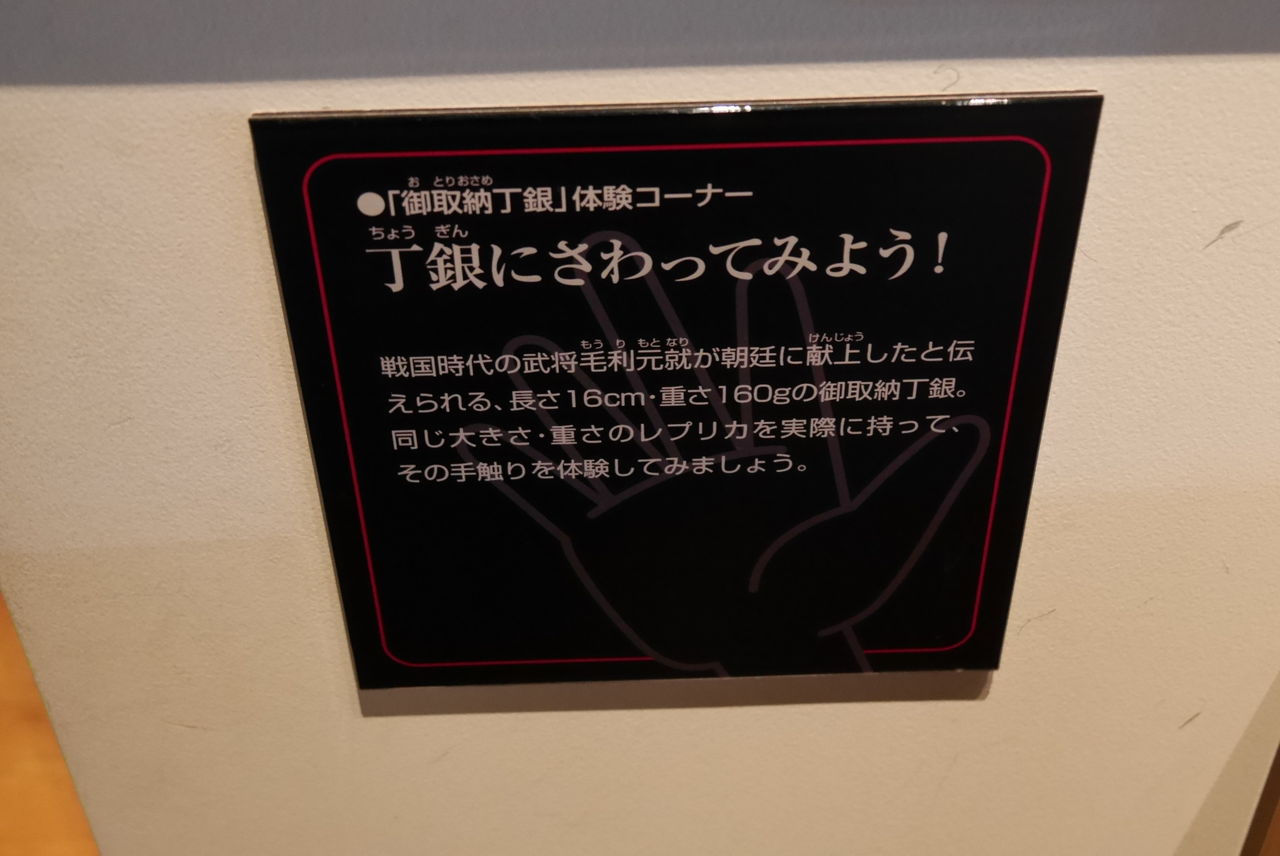 ●「御取納丁銀」体験コーナー
丁銀にさわってみよう!
戦国時代の武将毛利元就が朝廷に献上したと伝
えられる、長さ16cm・重さ160gの御取納丁銀。
同じ大きさ・重さのレプリカを実際に持って、
その手触りを体験してみましょう。